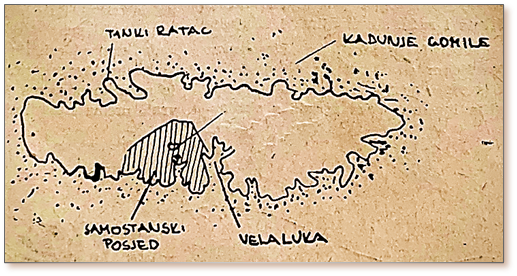 TANKI RATAC
KADUNJE GOMILE
SAMOSTANSKI
POSJED
VELALUKA